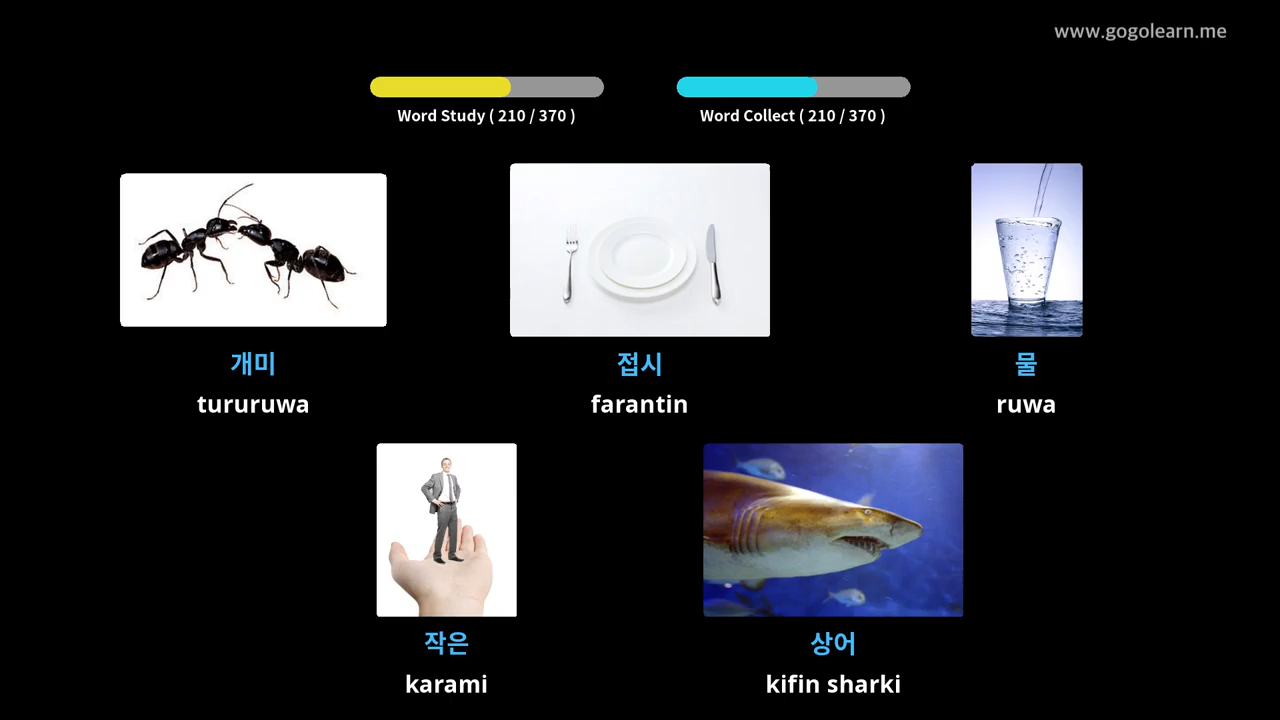 www.gogolearn.me
Word Study ( 210 / 370 )
Word Collect ( 210 / 370 )
개미
접시
물
tururuwa
farantin
ruwa
작은
상어
karami
kifin sharki